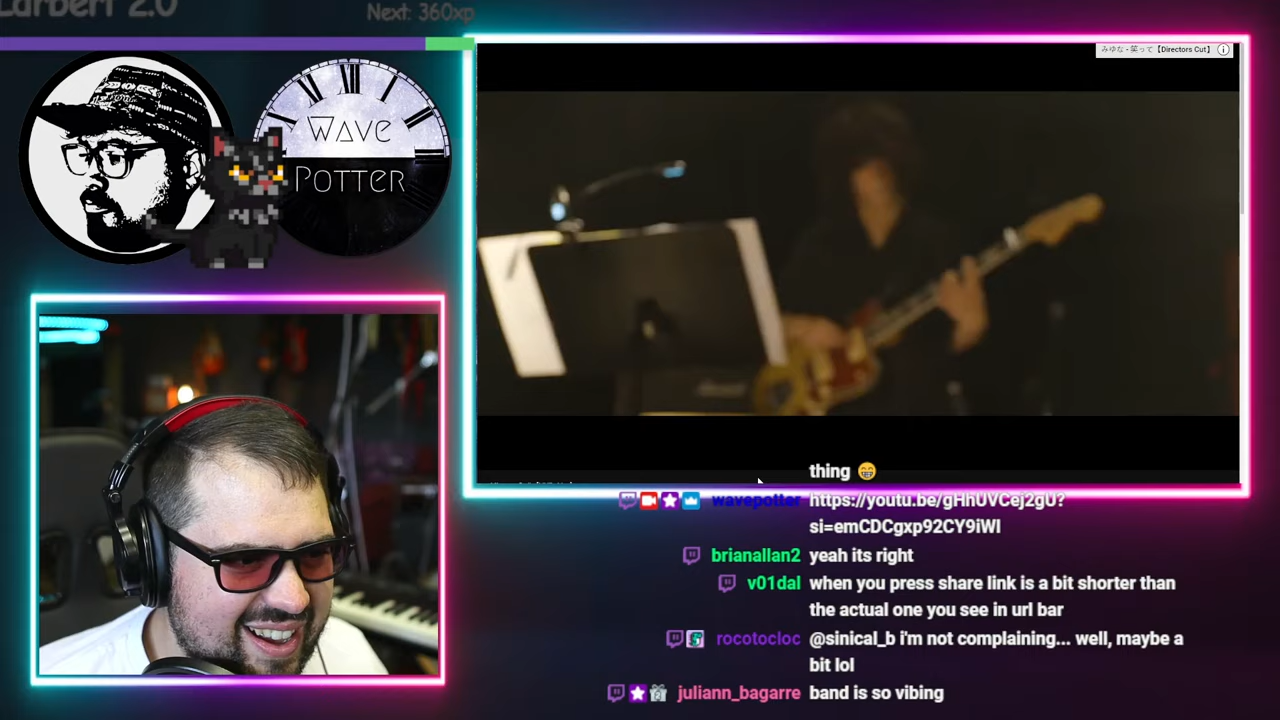 Larberi 2.0
Next: 360xp
みゆな - 笑って【Directors Cut】
WAVE
POTTER
thing 😁
wavepotter https://youtu.be/gHhUVCej2gU?
si=emCDCgxp92CY9iWI
brianallan2 yeah its right
v01dal when you press share link is a bit shorter than
the actual one you see in url bar
rocotocloc @sinical_b i'm not complaining... well, maybe a
bit lol
juliann_bagarre band is so vibing